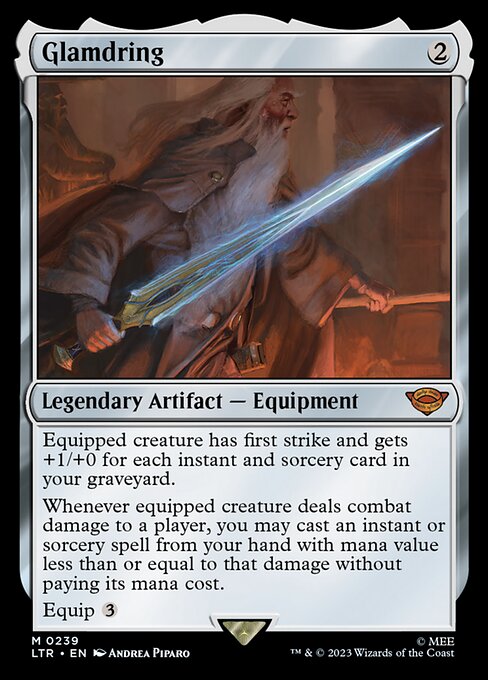 Glamdring 2
Legendary Artifact — Equipment
Equipped creature has first strike and gets
+1/+0 for each instant and sorcery card in
your graveyard.
Whenever equipped creature deals combat
damage to a player, you may cast an instant or
sorcery spell from your hand with mana value
less than or equal to that damage without
paying its mana cost.
Equip 3
M 0239
LTR • EN Andrea Piparo
© MEE
™ & © 2023 Wizards of the Coast